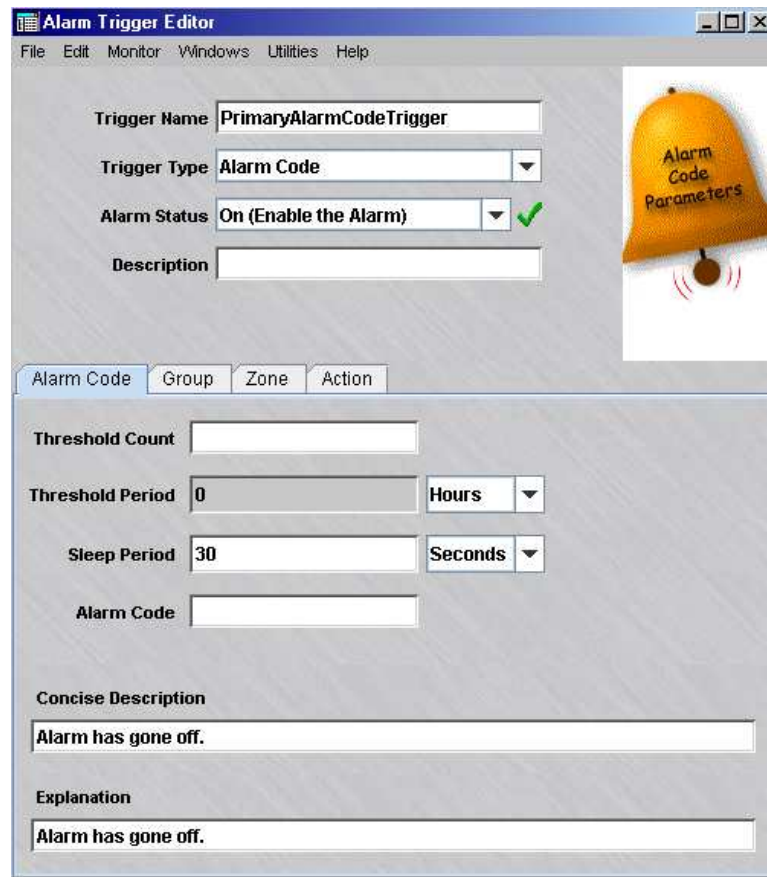 Alarm Trigger Editor
File Edit Monitor Windows Utilities Help
Trigger Name PrimaryAlarmCodeTrigger
Trigger Type Alarm Code
Alarm Status On (Enable the Alarm)
Description
Alarm
Code
Parameters
Alarm Code Group Zone Action
Threshold Count
Threshold Period 0 Hours
Sleep Period 30 Seconds
Alarm Code
Concise Description
Alarm has gone off.
Explanation
Alarm has gone off.